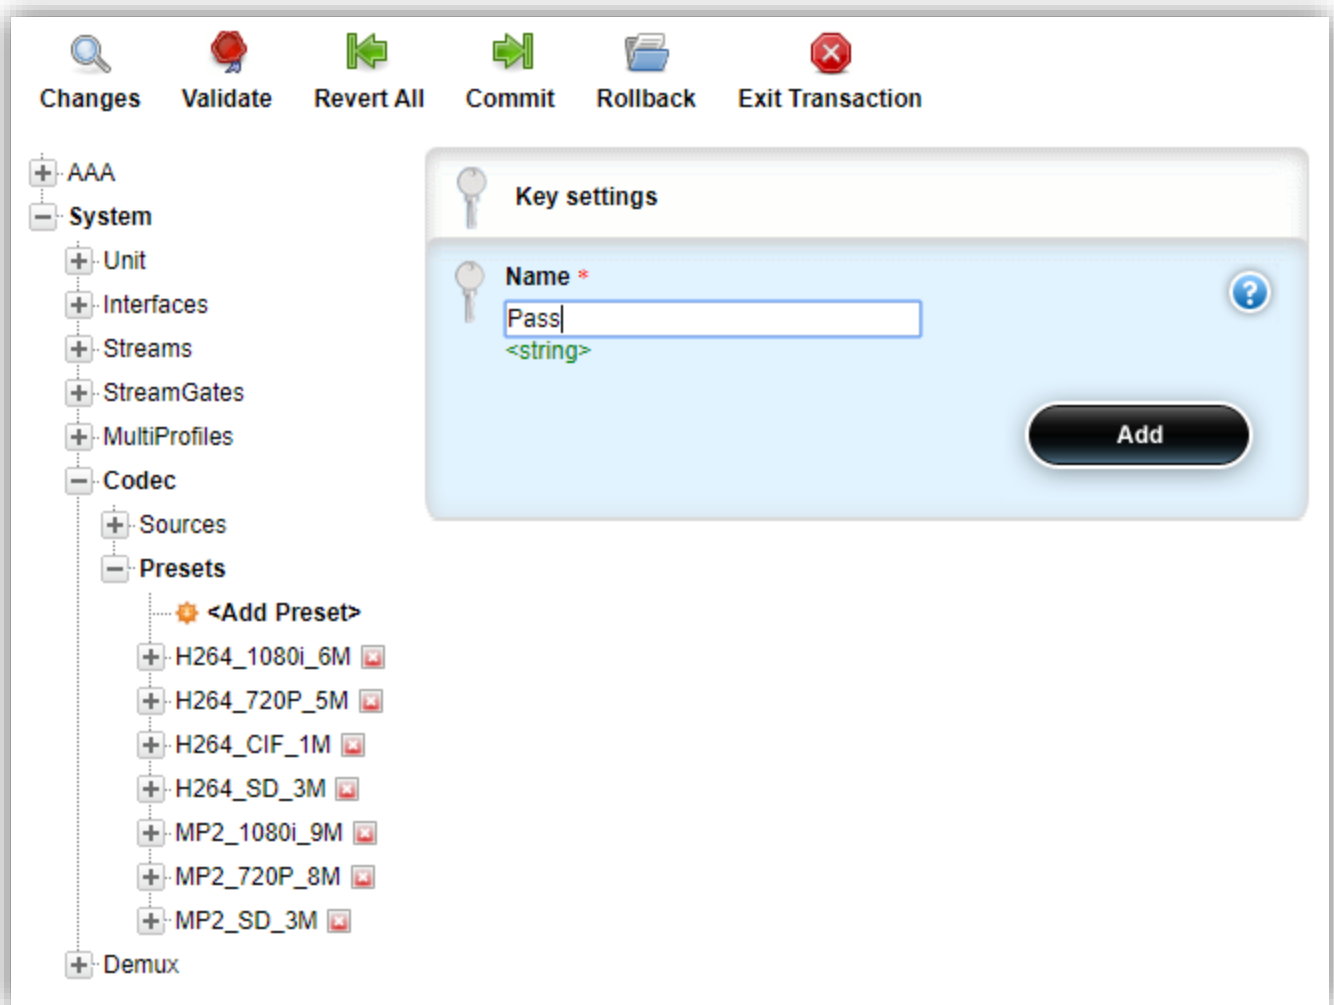 Changes Validate Revert All Commit Rollback Exit Transaction
AAA
System
Unit
Interfaces
Streams
StreamGates
MultiProfiles
Codec
Sources
Presets
<Add Preset>
H264_1080i_6M
H264_720P_5M
H264_CIF_1M
H264_SD_3M
MP2_1080i_9M
MP2_720P_8M
MP2_SD_3M
Demux
Key settings
Name *
?
Pass
<string>
Add